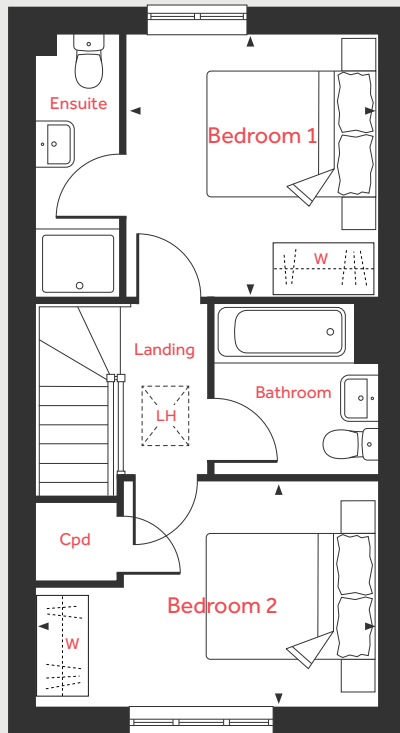 Ensuite
Bedroom 1
W
Landing
LH
Bathroom
Cpd
Bedroom 2
W